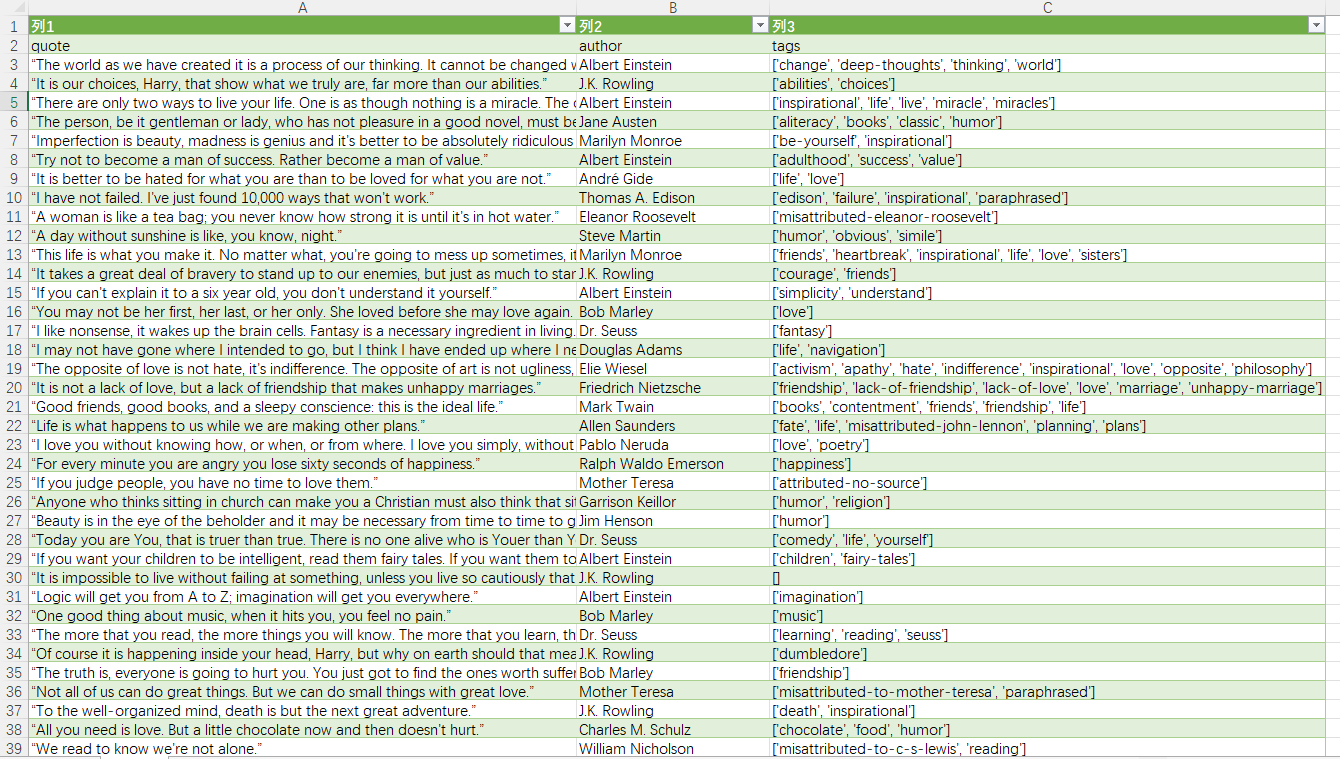 A B C
1 列1 列2 列3
2 quote author tags
3 “The world as we have created it is a process of our thinking. It cannot be changed w Albert Einstein ['change', 'deep-thoughts', 'thinking', 'world']
4 “It is our choices, Harry, that show what we truly are, far more than our abilities.” J.K. Rowling ['abilities', 'choices']
5 “There are only two ways to live your life. One is as though nothing is a miracle. The Albert Einstein ['inspirational', 'life', 'live', 'miracle', 'miracles']
6 “The person, be it gentleman or lady, who has not pleasure in a good novel, must be Jane Austen ['aliteracy', 'books', 'classic', 'humor']
7 “Imperfection is beauty, madness is genius and it's better to be absolutely ridiculous Marilyn Monroe ['be-yourself', 'inspirational']
8 “Try not to become a man of success. Rather become a man of value.” Albert Einstein ['adulthood', 'success', 'value']
9 “It is better to be hated for what you are than to be loved for what you are not.” André Gide ['life', 'love']
10 “I have not failed. I've just found 10,000 ways that won't work.” Thomas A. Edison ['edison', 'failure', 'inspirational', 'paraphrased']
11 “A woman is like a tea bag; you never know how strong it is until it's in hot water.” Eleanor Roosevelt ['misattributed-eleanor-roosevelt']
12 “A day without sunshine is like, you know, night.” Steve Martin ['humor', 'obvious', 'simile']
13 “This life is what you make it. No matter what, you're going to mess up sometimes, it Marilyn Monroe ['friends', 'heartbreak', 'inspirational', 'life', 'love', 'sisters']
14 “It takes a great deal of bravery to stand up to our enemies, but just as much to star J.K. Rowling ['courage', 'friends']
15 “If you can't explain it to a six year old, you don't understand it yourself.” Albert Einstein ['simplicity', 'understand']
16 “You may not be her first, her last, or her only. She loved before she may love again. Bob Marley ['love']
17 “I like nonsense, it wakes up the brain cells. Fantasy is a necessary ingredient in living. Dr. Seuss ['fantasy']
18 “I may not have gone where I intended to go, but I think I have ended up where I ne Douglas Adams ['life', 'navigation']
19 “The opposite of love is not hate, it's indifference. The opposite of art is not ugliness, Elie Wiesel ['activism', 'apathy', 'hate', 'indifference', 'inspirational', 'love', 'opposite', 'philosophy']
20 “It is not a lack of love, but a lack of friendship that makes unhappy marriages.” Friedrich Nietzsche ['friendship', 'lack-of-friendship', 'lack-of-love', 'love', 'marriage', 'unhappy-marriage']
21 “Good friends, good books, and a sleepy conscience: this is the ideal life.” Mark Twain ['books', 'contentment', 'friends', 'friendship', 'life']
22 “Life is what happens to us while we are making other plans.” Allen Saunders ['fate', 'life', 'misattributed-john-lennon', 'planning', 'plans']
23 “I love you without knowing how, or when, or from where. I love you simply, without Pablo Neruda ['love', 'poetry']
24 “For every minute you are angry you lose sixty seconds of happiness.” Ralph Waldo Emerson ['happiness']
25 “If you judge people, you have no time to love them.” Mother Teresa ['attributed-no-source']
26 “Anyone who thinks sitting in church can make you a Christian must also think that sit Garrison Keillor ['humor', 'religion']
27 “Beauty is in the eye of the beholder and it may be necessary from time to time to g Jim Henson ['humor']
28 “Today you are You, that is truer than true. There is no one alive who is Youer than Y Dr. Seuss ['comedy', 'life', 'yourself']
29 “If you want your children to be intelligent, read them fairy tales. If you want them to Albert Einstein ['children', 'fairy-tales']
30 “It is impossible to live without failing at something, unless you live so cautiously that J.K. Rowling []
31 “Logic will get you from A to Z; imagination will get you everywhere.” Albert Einstein ['imagination']
32 “One good thing about music, when it hits you, you feel no pain.” Bob Marley ['music']
33 “The more that you read, the more things you will know. The more that you learn, th Dr. Seuss ['learning', 'reading', 'seuss']
34 “Of course it is happening inside your head, Harry, but why on earth should that mea J.K. Rowling ['dumbledore']
35 “The truth is, everyone is going to hurt you. You just got to find the ones worth suffer Bob Marley ['friendship']
36 “Not all of us can do great things. But we can do small things with great love.” Mother Teresa ['misattributed-to-mother-teresa', 'paraphrased']
37 “To the well-organized mind, death is but the next great adventure.” J.K. Rowling ['death', 'inspirational']
38 “All you need is love. But a little chocolate now and then doesn't hurt.” Charles M. Schulz ['chocolate', 'food', 'humor']
39 “We read to know we're not alone.” William Nicholson ['misattributed-to-c-s-lewis', 'reading']